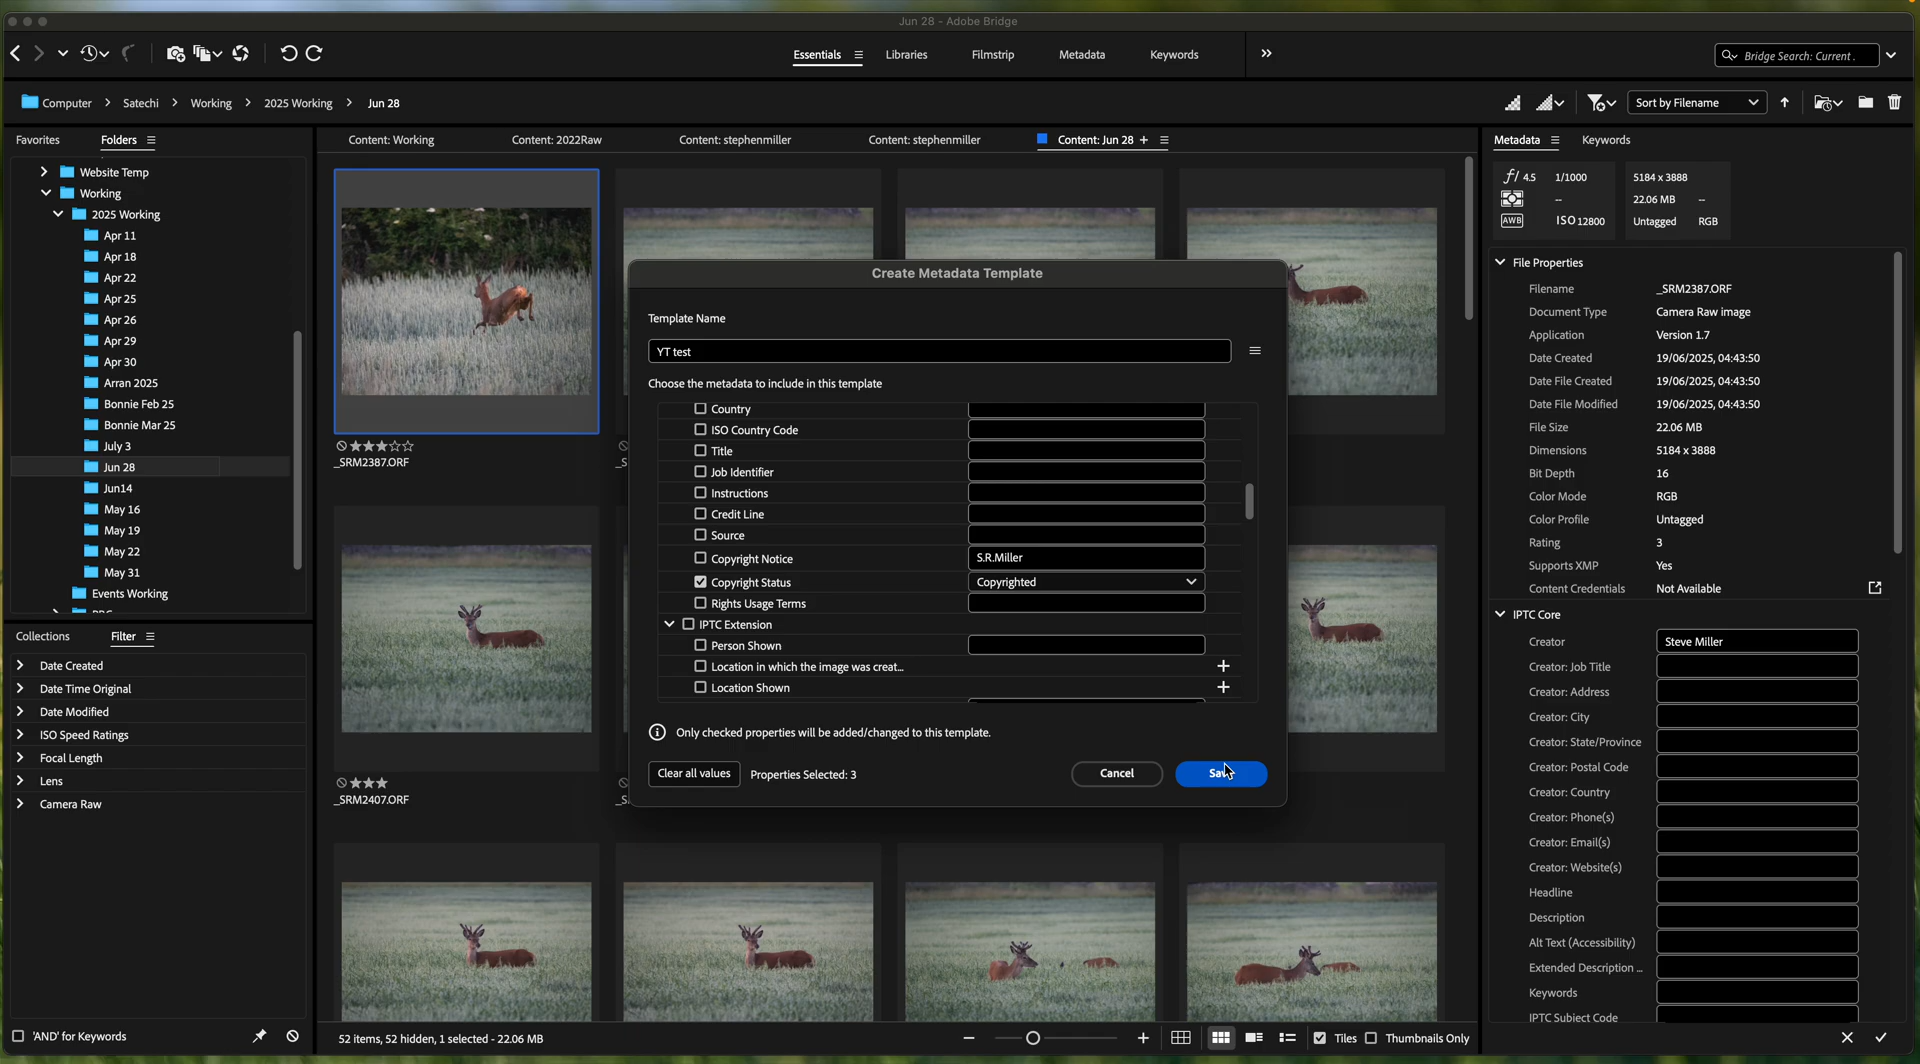 Jun 28 - Adobe Bridge
Essentials
Libraries
Filmstrip
Metadata
Keywords
Bridge Search: Current .
Computer > Satechi > Working > 2025 Working > Jun 28
Sort by Filename
Favorites
Folders
Website Temp
Working
2025 Working
Apr 11
Apr 18
Apr 22
Apr 25
Apr 26
Apr 29
Apr 30
Arran 2025
Bonnie Feb 25
Bonnie Mar 25
July 3
Jun 28
Jun14
May 16
May 19
May 22
May 31
Events Working
Collections
Filter
Date Created
Date Time Original
Date Modified
ISO Speed Ratings
Focal Length
Lens
Camera Raw
'AND' for Keywords
Content: Working
Content: 2022Raw
Content: stephenmiller
Content: stephenmiller
Content: Jun 28
_SRM2387.ORF
_SRM2407.ORF
Create Metadata Template
Template Name
YT test
Choose the metadata to include in this template
Country
ISO Country Code
Title
Job Identifier
Instructions
Credit Line
Source
Copyright Notice S.R.Miller
Copyright Status Copyrighted
Rights Usage Terms
IPTC Extension
Person Shown
Location in which the image was creat...
Location Shown
Only checked properties will be added/changed to this template.
Clear all values
Properties Selected: 3
Cancel
Save
52 items, 52 hidden, 1 selected - 22.06 MB
Tiles
Thumbnails Only
Metadata
Keywords
f/ 4.5 1/1000
--
AWB ISO 12800
5184 x 3888
22.06 MB --
Untagged RGB
File Properties
Filename _SRM2387.ORF
Document Type Camera Raw image
Application Version 1.7
Date Created 19/06/2025, 04:43:50
Date File Created 19/06/2025, 04:43:50
Date File Modified 19/06/2025, 04:43:50
File Size 22.06 MB
Dimensions 5184 x 3888
Bit Depth 16
Color Mode RGB
Color Profile Untagged
Rating 3
Supports XMP Yes
Content Credentials Not Available
IPTC Core
Creator Steve Miller
Creator: Job Title
Creator: Address
Creator: City
Creator: State/Province
Creator: Postal Code
Creator: Country
Creator: Phone(s)
Creator: Email(s)
Creator: Website(s)
Headline
Description
Alt Text (Accessibility)
Extended Description ...
Keywords
IPTC Subject Code